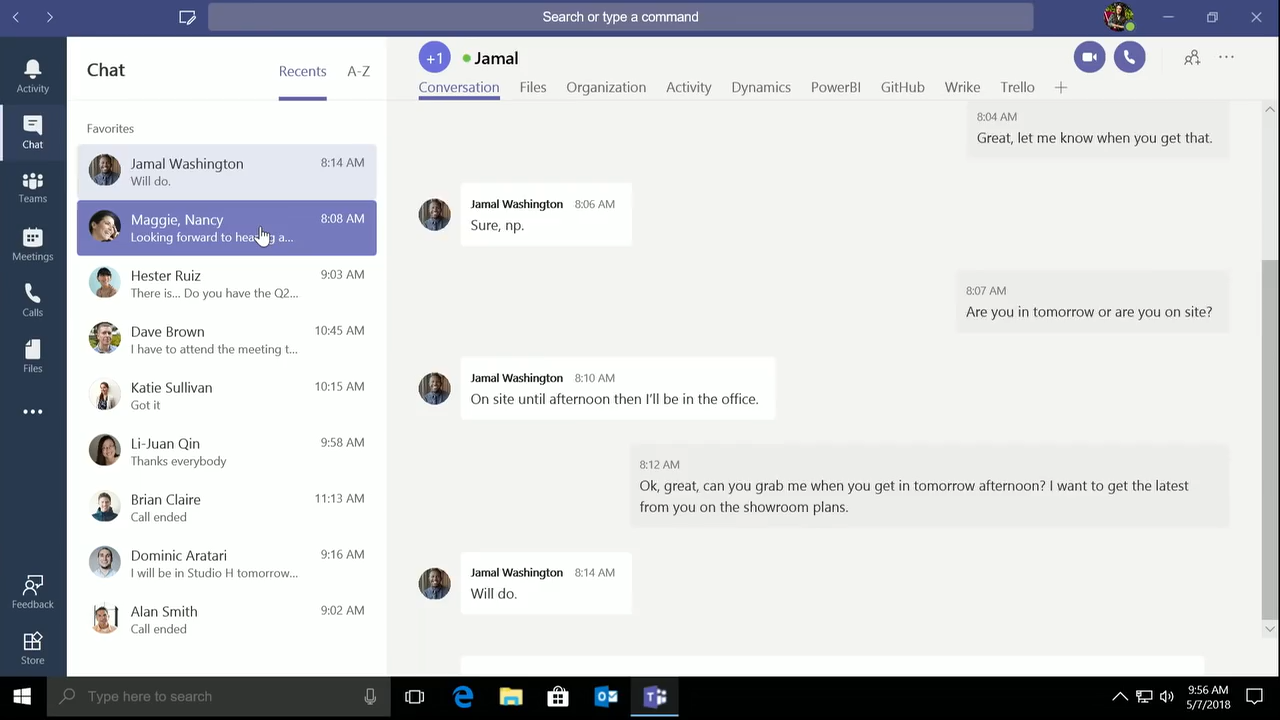 Search or type a command
Activity
Chat
Teams
Meetings
Calls
Files
Feedback
Store
Chat
Recents
A-Z
Favorites
Jamal Washington
8:14 AM
Will do.
Maggie, Nancy
8:08 AM
Looking forward to hea g a...
Hester Ruiz
9:03 AM
There is... Do you have the Q2...
Dave Brown
10:45 AM
I have to attend the meeting t...
Katie Sullivan
10:15 AM
Got it
Li-Juan Qin
9:58 AM
Thanks everybody
Brian Claire
11:13 AM
Call ended
Dominic Aratari
9:16 AM
I will be in Studio H tomorrow...
Alan Smith
9:02 AM
Call ended
+1
Jamal
Conversation Files Organization Activity Dynamics PowerBI GitHub Wrike Trello +
8:04 AM
Great, let me know when you get that.
Jamal Washington 8:06 AM
Sure, np.
8:07 AM
Are you in tomorrow or are you on site?
Jamal Washington 8:10 AM
On site until afternoon then I'll be in the office.
8:12 AM
Ok, great, can you grab me when you get in tomorrow afternoon? I want to get the latest
from you on the showroom plans.
Jamal Washington 8:14 AM
Will do.
Type here to search
9:56 AM
5/7/2018